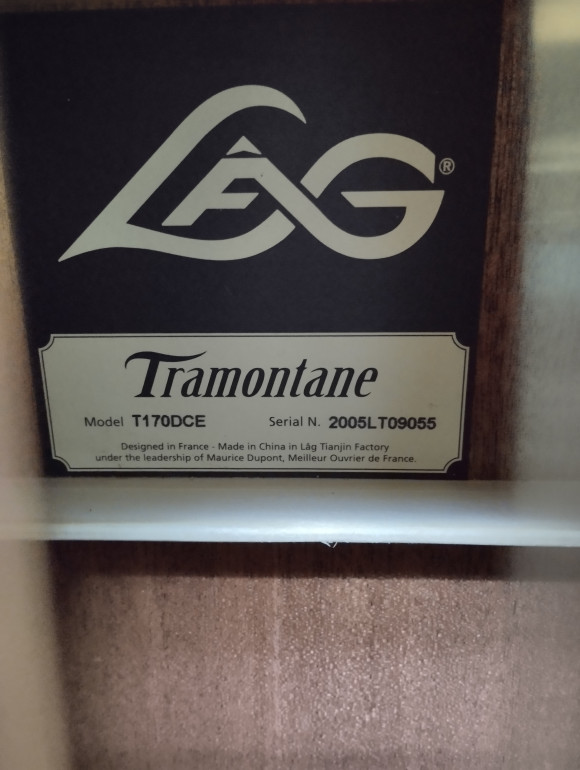 LÂG®
Tramontane
Model T170DCE Serial N. 2005LT09055
Designed in France - Made in China in Lâg Tianjin Factory
under the leadership of Maurice Dupont, Meilleur Ouvrier de France.